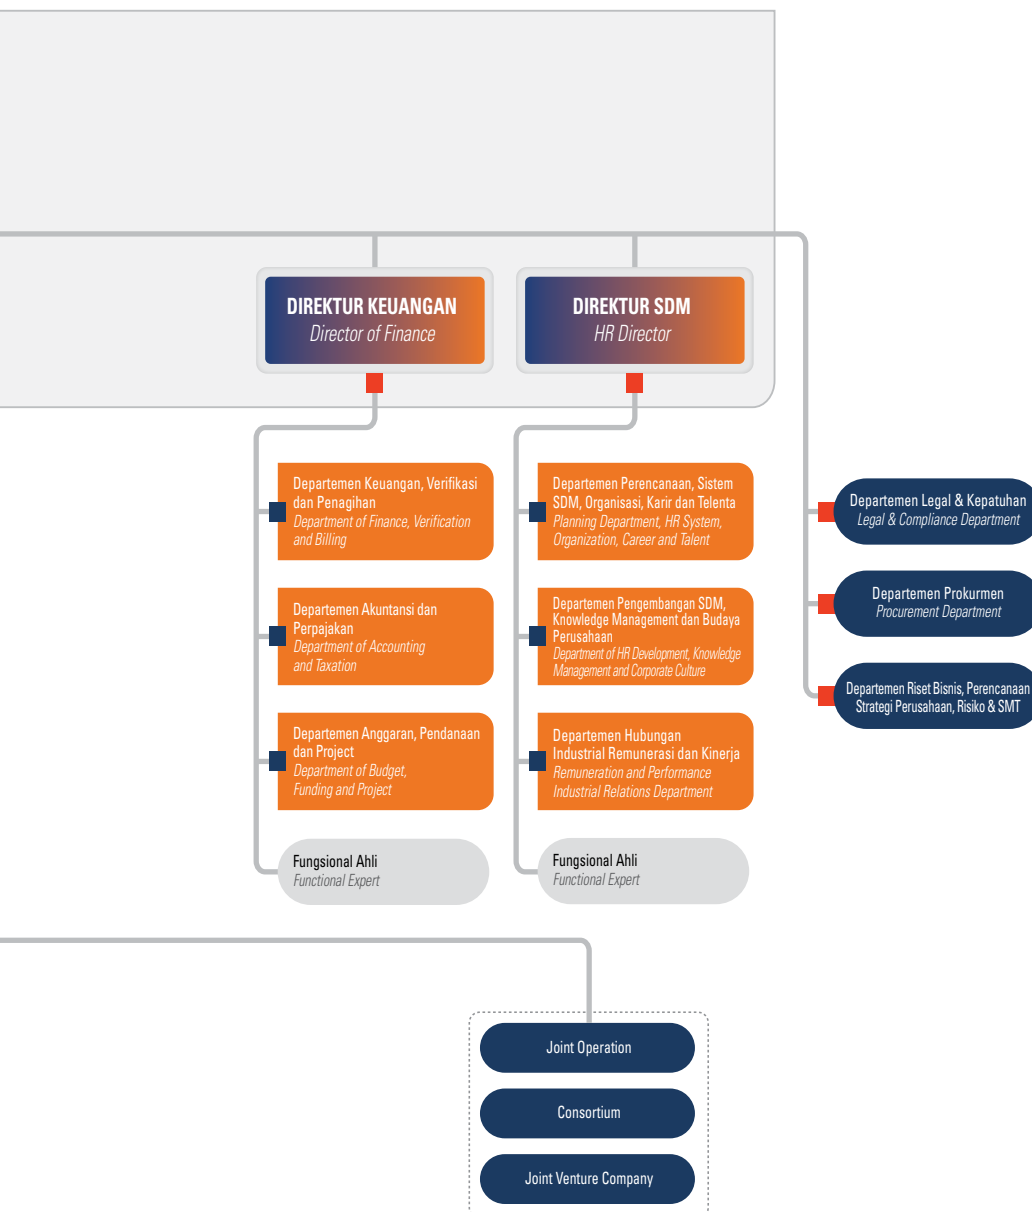 DIREKTUR KEUANGAN
Director of Finance
DIREKTUR SDM
HR Director
Departemen Keuangan, Verifikasi
dan Penagihan
Department of Finance, Verification
and Billing
Departemen Akuntansi dan
Perpajakan
Department of Accounting
and Taxation
Departemen Anggaran, Pendanaan
dan Project
Department of Budget,
Funding and Project
Fungsional Ahli
Functional Expert
Departemen Perencanaan, Sistem
SDM, Organisasi, Karir dan Telenta
Planning Department, HR System,
Organization, Career and Talent
Departemen Pengembangan SDM,
Knowledge Management dan Budaya
Perusahaan
Department of HR Development, Knowledge
Management and Corporate Culture
Departemen Hubungan
Industrial Remunerasi dan Kinerja
Remuneration and Performance
Industrial Relations Department
Fungsional Ahli
Functional Expert
Departemen Legal & Kepatuhan
Legal & Compliance Department
Departemen Prokurmen
Procurement Department
Departemen Riset Bisnis, Perencanaan
Strategi Perusahaan, Risiko & SMT
Joint Operation
Consortium
Joint Venture Company